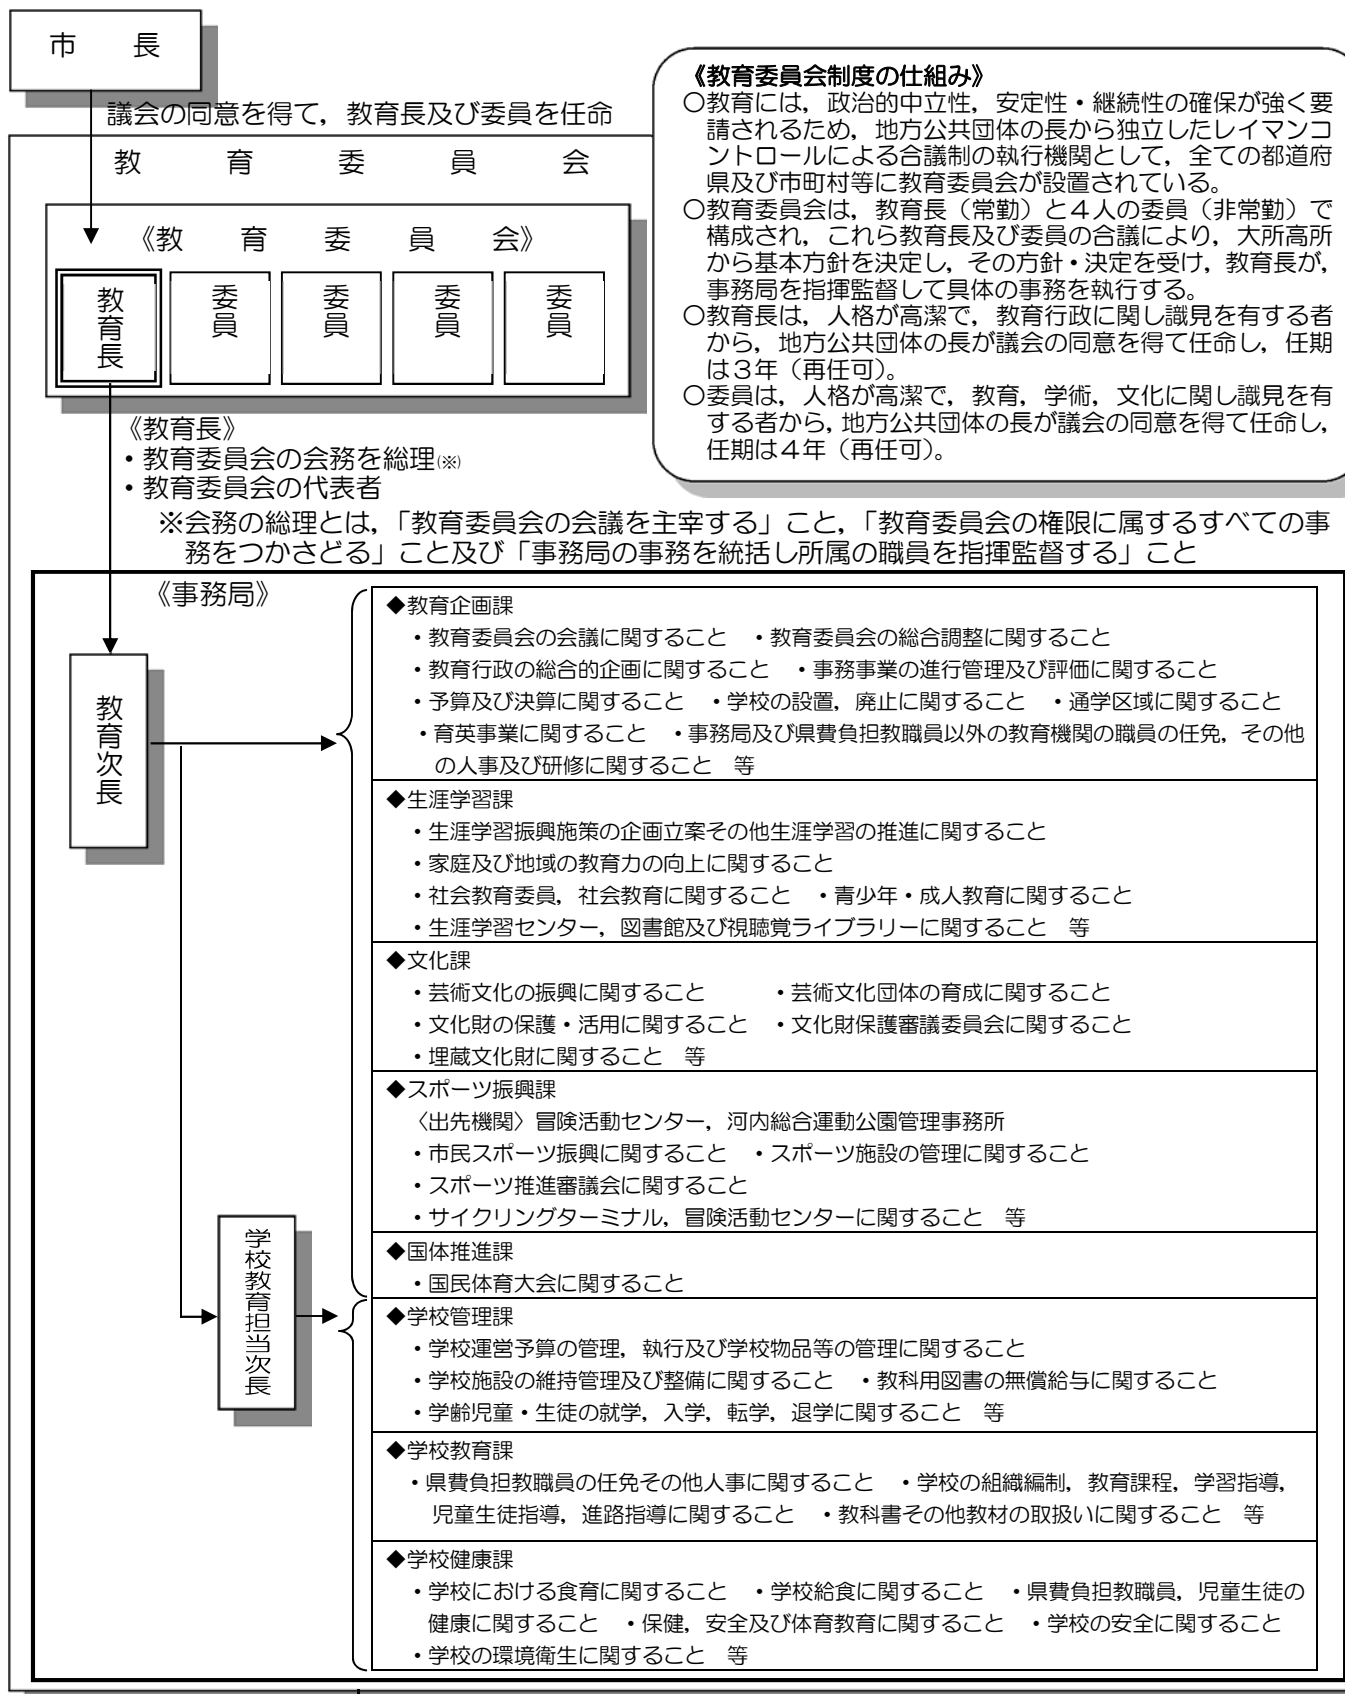 市　長
議会の同意を得て，教育長及び委員を任命
教　育　委　員　会
《教　育　委　員　会》
教育長
委員
委員
委員
委員
《教育委員会制度の仕組み》
○教育には，政治的中立性，安定性・継続性の確保が強く要
請されるため，地方公共団体の長から独立したレイマンコ
ントロールによる合議制の執行機関として，全ての都道府
県及び市町村等に教育委員会が設置されている。
○教育委員会は，教育長（常勤）と４人の委員（非常勤）で
構成され，これら教育長及び委員の合議により，大所高所
から基本方針を決定し，その方針・決定を受け，教育長が，
事務局を指揮監督して具体の事務を執行する。
○教育長は，人格が高潔で，教育行政に関し識見を有する者
から，地方公共団体の長が議会の同意を得て任命し，任期
は３年（再任可）。
○委員は，人格が高潔で，教育，学術，文化に関し識見を有
する者から，地方公共団体の長が議会の同意を得て任命し，
任期は４年（再任可）。
《教育長》
・教育委員会の会務を総理(※)
・教育委員会の代表者
※会務の総理とは，「教育委員会の会議を主宰する」こと，「教育委員会の権限に属するすべての事
務をつかさどる」こと及び「事務局の事務を統括し所属の職員を指揮監督する」こと
《事務局》
教育次長
◆教育企画課
・教育委員会の会議に関すること　・教育委員会の総合調整に関すること
・教育行政の総合的企画に関すること　・事務事業の進行管理及び評価に関すること
・予算及び決算に関すること　・学校の設置，廃止に関すること　・通学区域に関すること
・育英事業に関すること　・事務局及び県費負担教職員以外の教育機関の職員の任免，その他
の人事及び研修に関すること　等
◆生涯学習課
・生涯学習振興施策の企画立案その他生涯学習の推進に関すること
・家庭及び地域の教育力の向上に関すること
・社会教育委員，社会教育に関すること　・青少年・成人教育に関すること
・生涯学習センター，図書館及び視聴覚ライブラリーに関すること　等
◆文化課
・芸術文化の振興に関すること　・芸術文化団体の育成に関すること
・文化財の保護・活用に関すること　・文化財保護審議委員会に関すること
・埋蔵文化財に関すること　等
◆スポーツ振興課
〈出先機関〉冒険活動センター，河内総合運動公園管理事務所
・市民スポーツ振興に関すること　・スポーツ施設の管理に関すること
・スポーツ推進審議会に関すること
・サイクリングターミナル，冒険活動センターに関すること　等
◆国体推進課
・国民体育大会に関すること
学校教育担当次長
◆学校管理課
・学校運営予算の管理，執行及び学校物品等の管理に関すること
・学校施設の維持管理及び整備に関すること　・教科用図書の無償給与に関すること
・学齢児童・生徒の就学，入学，転学，退学に関すること　等
◆学校教育課
・県費負担教職員の任免その他人事に関すること　・学校の組織編制，教育課程，学習指導，
児童生徒指導，進路指導に関すること　・教科書その他教材の取扱いに関すること　等
◆学校健康課
・学校における食育に関すること　・学校給食に関すること　・県費負担教職員，児童生徒の
健康に関すること　・保健，安全及び体育教育に関すること　・学校の安全に関すること
・学校の環境衛生に関すること　等